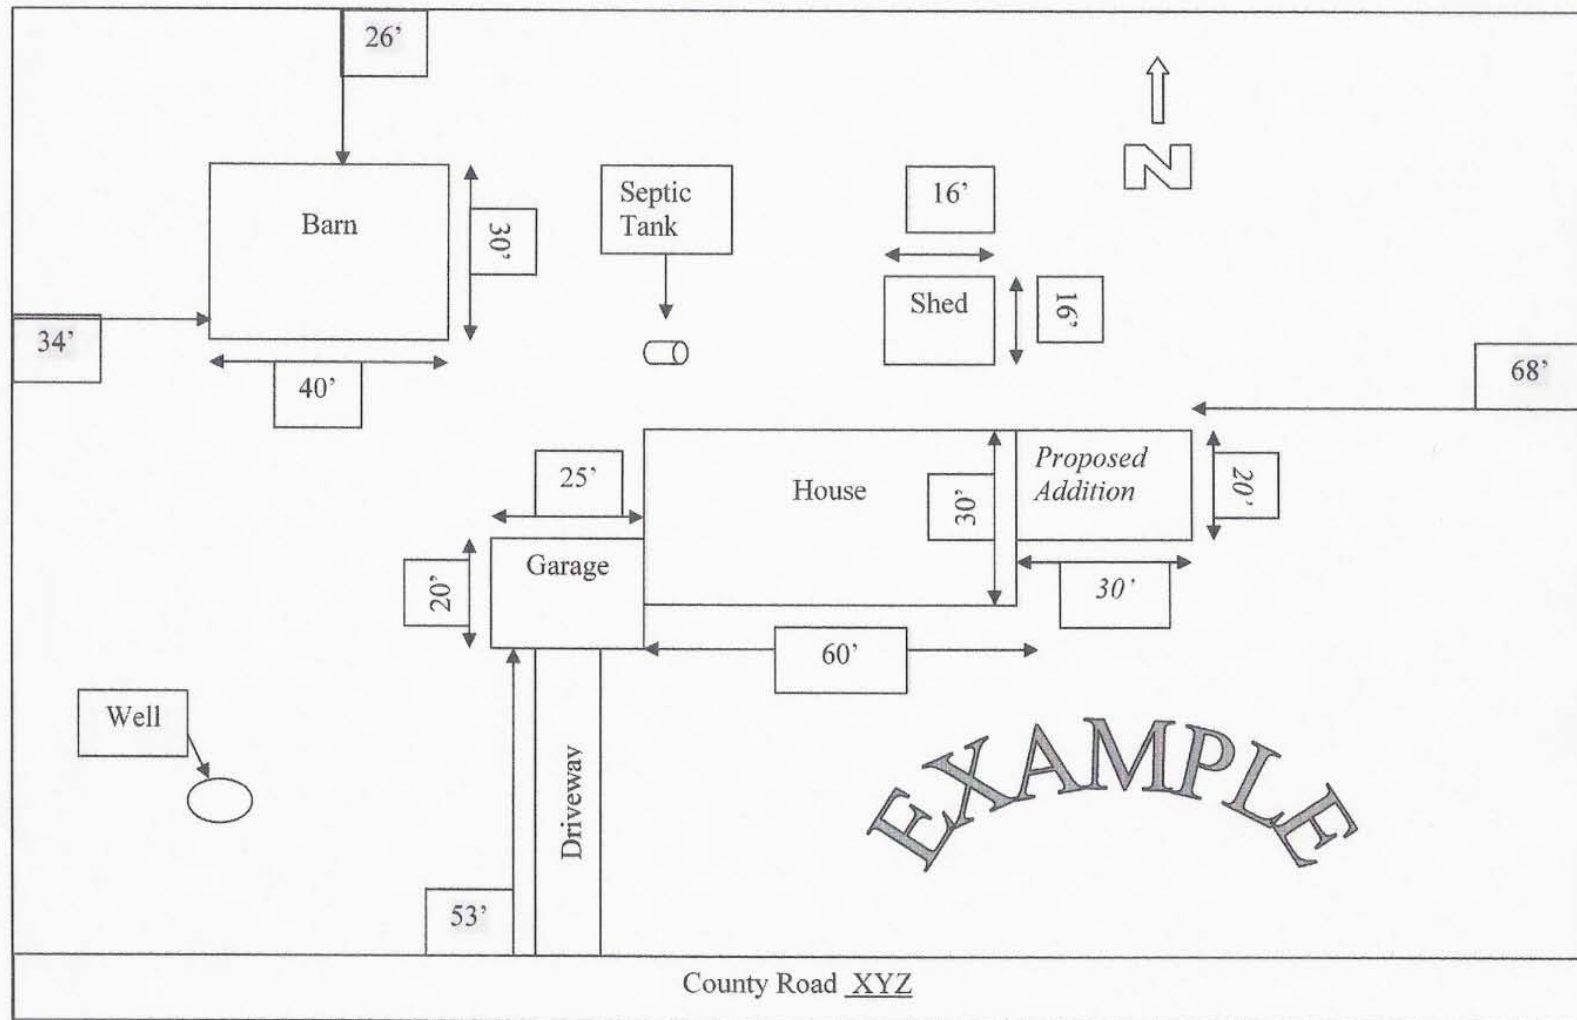 26’
N
Barn
30’
Septic
Tank
16’
Shed
16’
34’
40’
68’
25’
House
30’
Proposed
Addition
20’
20’
Garage
30’
60’
Well
Driveway
EXAMPLE
53’
County Road XYZ